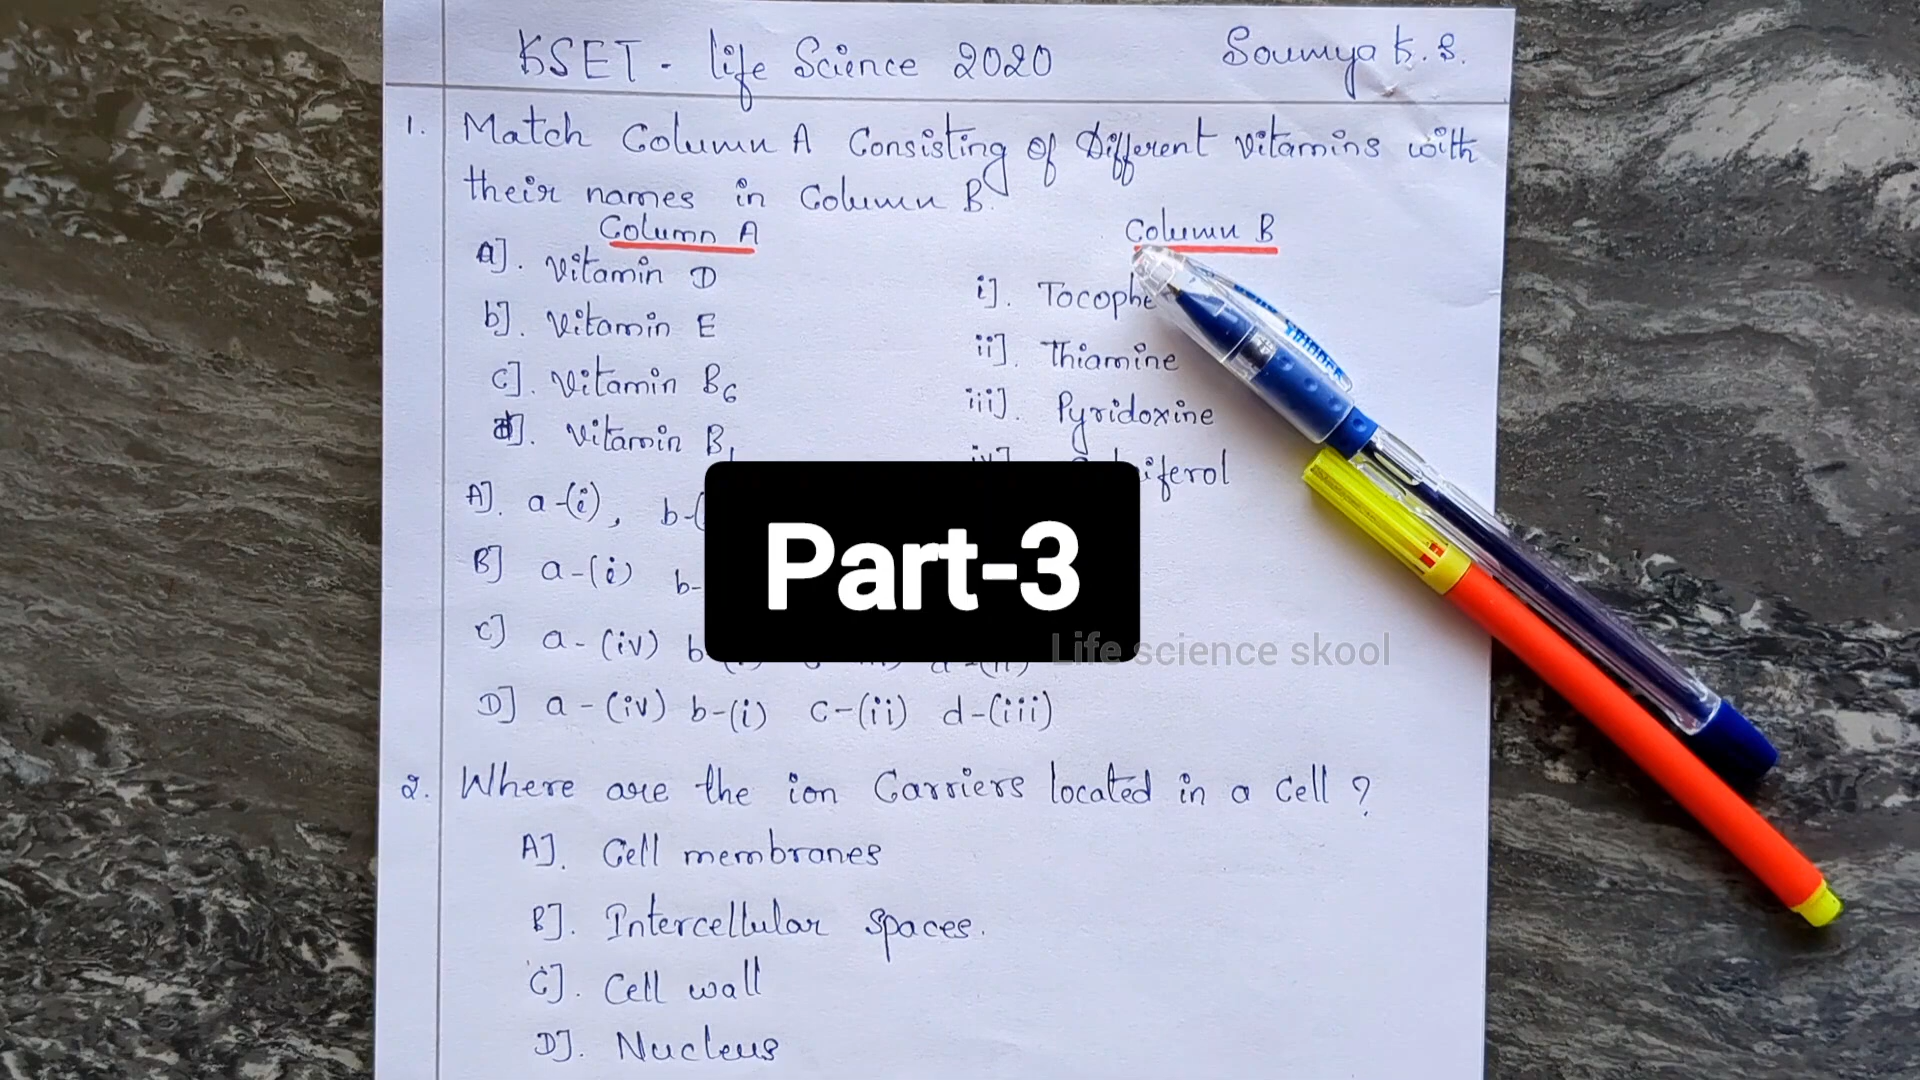 KSET - life Science 2020 Soumya K. S.
1. Match Column A Consisting of Different vitamins with
their names in Column B.
Column A Column B
a]. Vitamin D
i]. Tocophe
b]. Vitamin E
ii]. Thiamine
c]. Vitamin B6
iii]. Pyridoxine
d]. Vitamin B1
iferol
A]. a-(i), b-(
B] a-(i) b-
Part-3
C] a-(iv) b
Life science skool
D] a-(iv) b-(i) c-(ii) d-(iii)
2. Where are the ion Carriers located in a Cell ?
A]. Cell membranes
B]. Intercellular spaces.
C]. Cell wall
D]. Nucleus